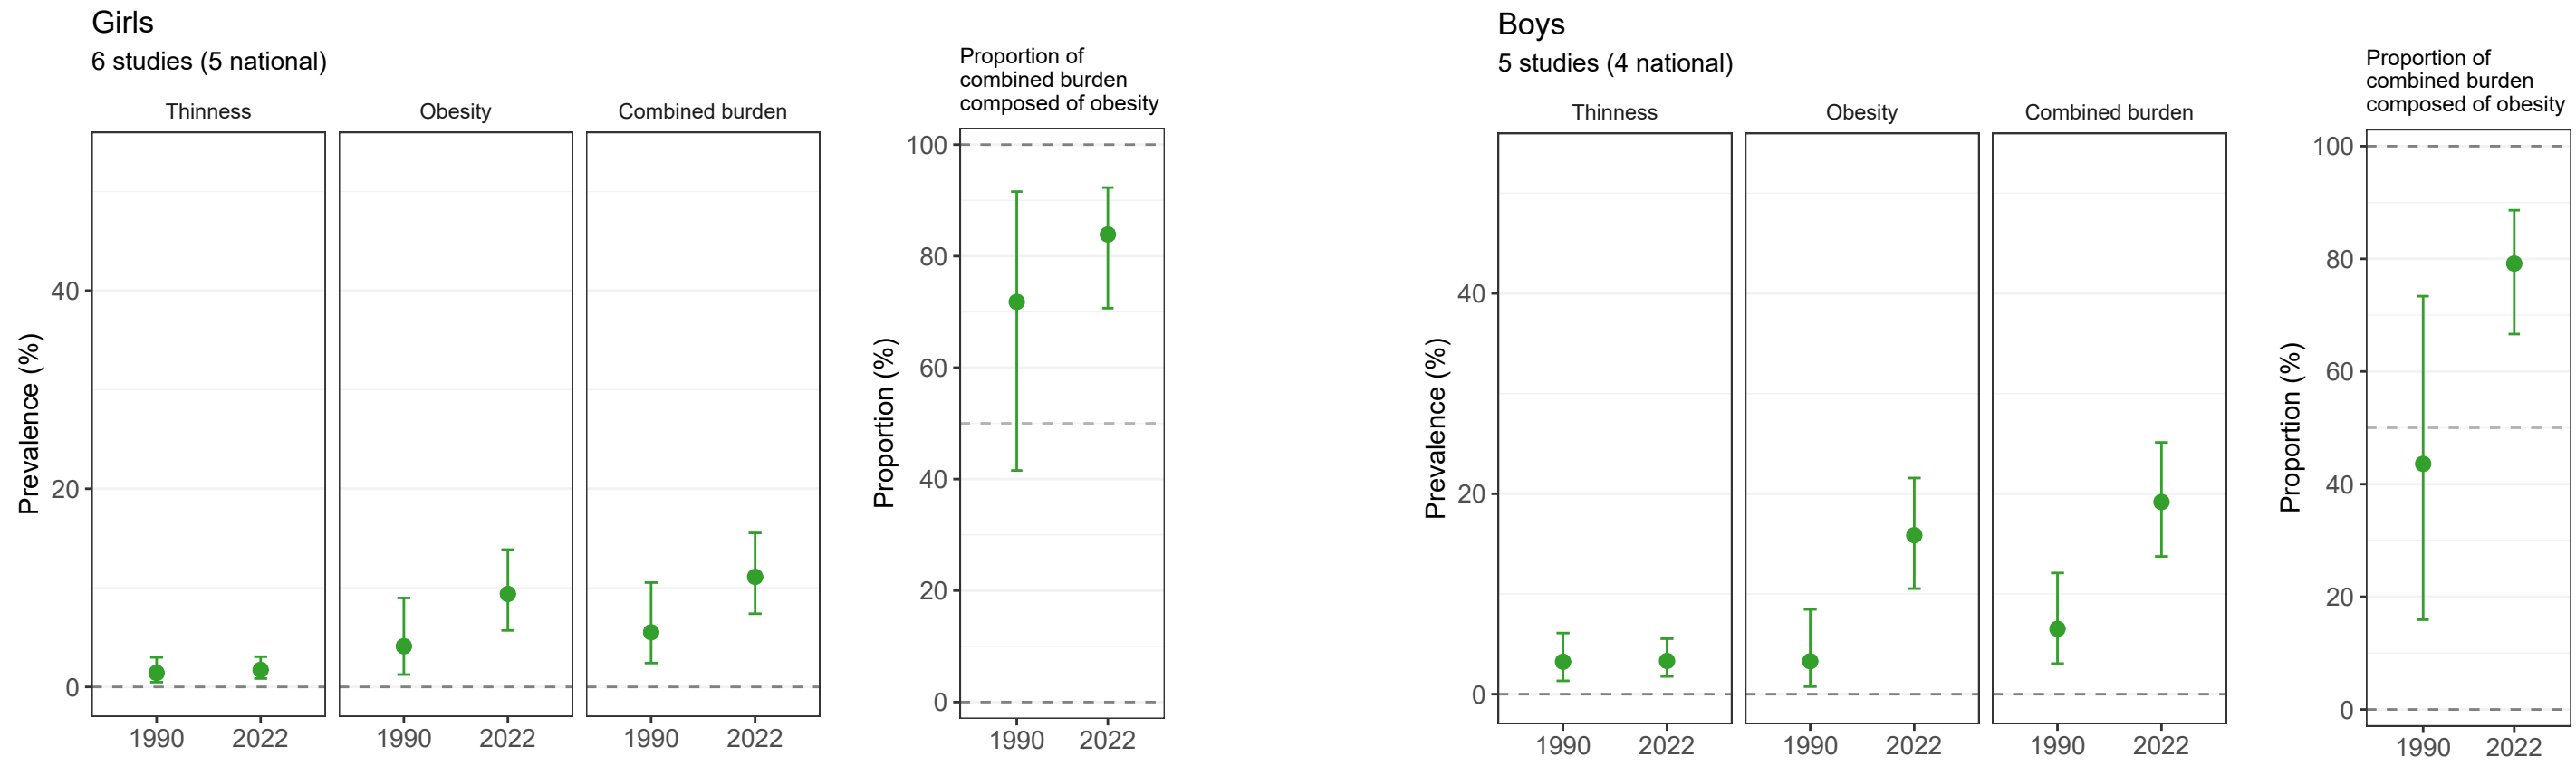 Girls
6 studies (5 national)
Thinness
Obesity
Combined burden
Prevalence (%)
40
20
0
1990 2022
1990 2022
1990 2022
Proportion of
combined burden
composed of obesity
Proportion (%)
100
80
60
40
20
0
1990 2022
Boys
5 studies (4 national)
Thinness
Obesity
Combined burden
Prevalence (%)
40
20
0
1990 2022
1990 2022
1990 2022
Proportion of
combined burden
composed of obesity
Proportion (%)
100
80
60
40
20
0
1990 2022